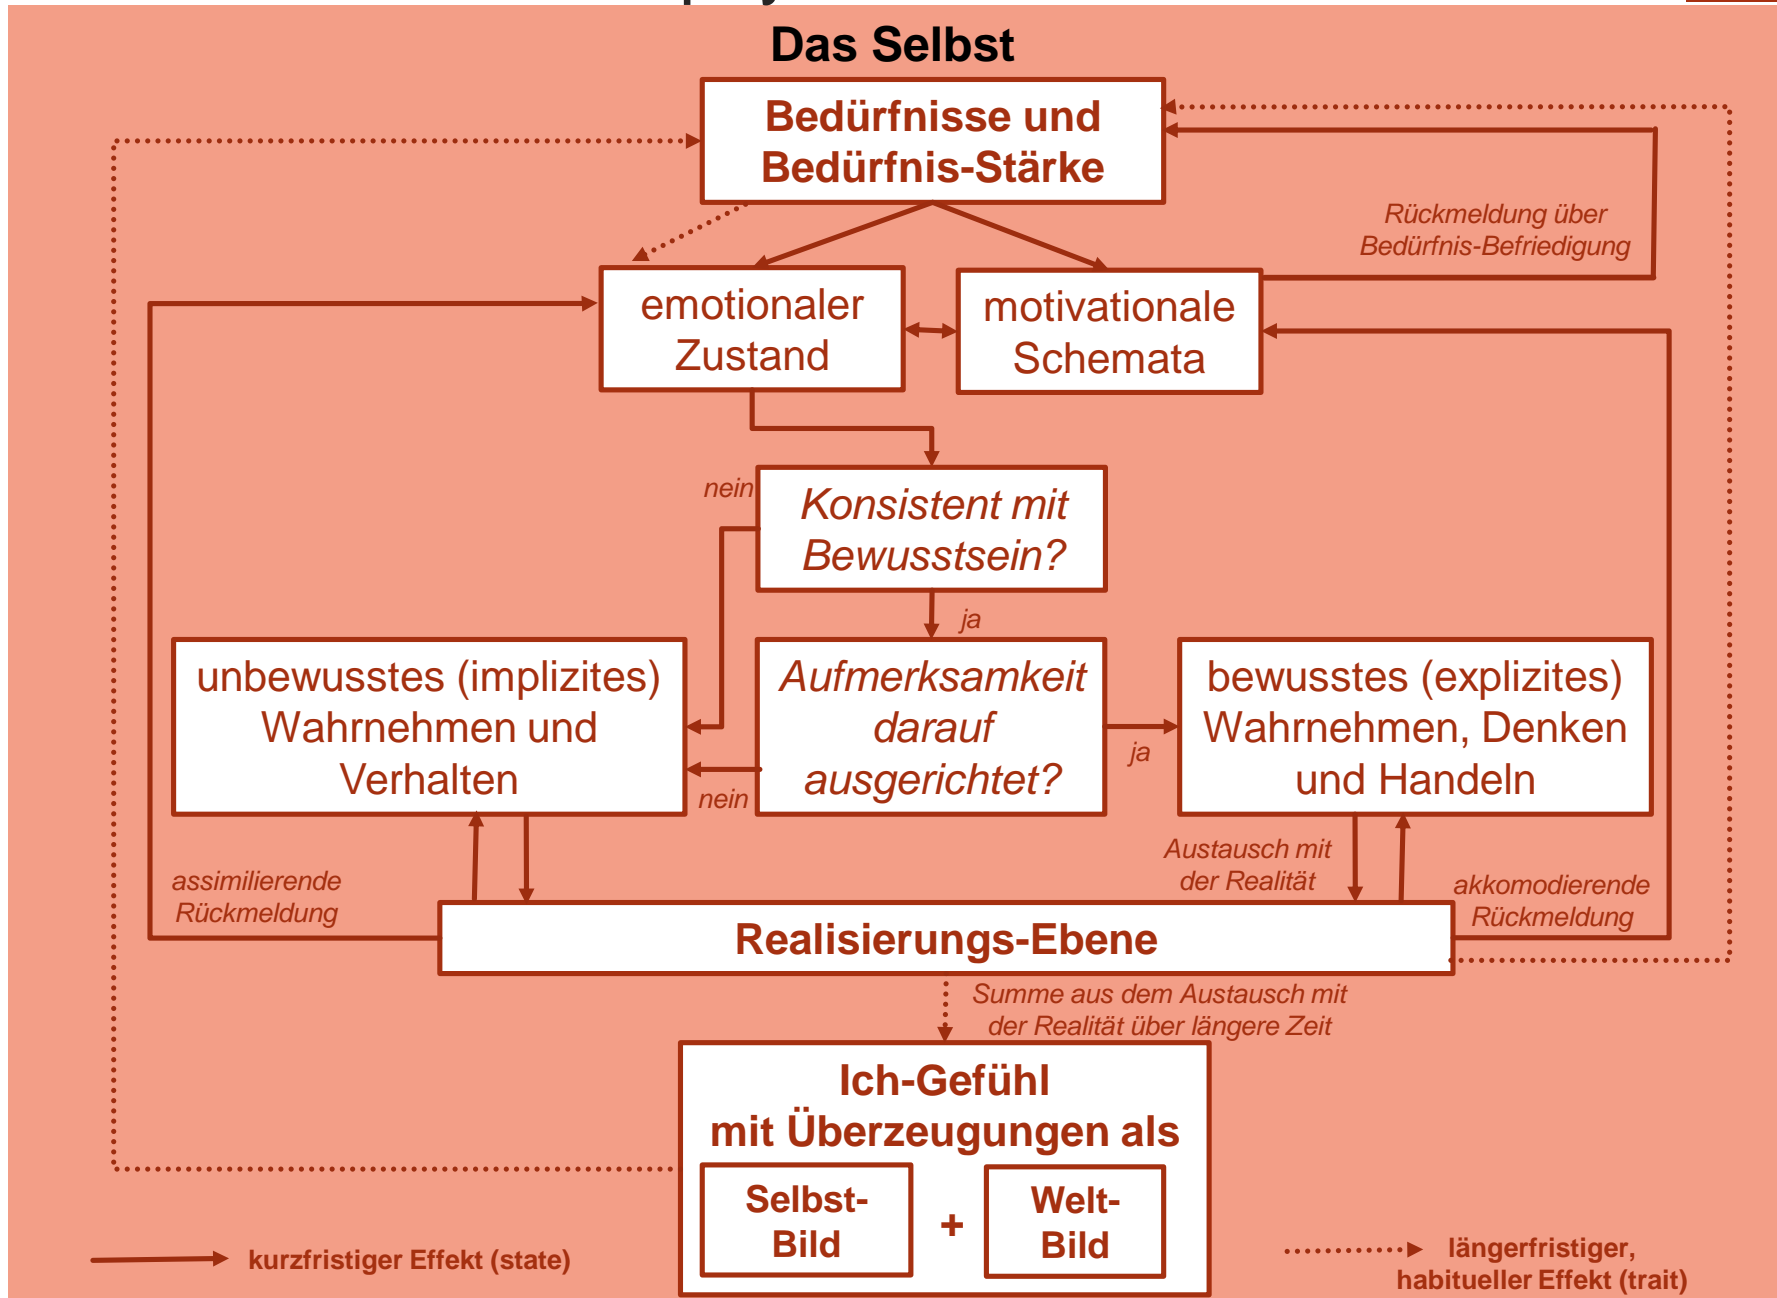 Das Selbst
Bedürfnisse und
Bedürfnis-Stärke
Rückmeldung über
Bedürfnis-Befriedigung
emotionaler
Zustand
motivationale
Schemata
nein
Konsistent mit
Bewusstsein?
ja
unbewusstes (implizites)
Wahrnehmen und
Verhalten
Aufmerksamkeit
darauf
ausgerichtet?
bewusstes (explizites)
Wahrnehmen, Denken
und Handeln
ja
nein
Austausch mit
der Realität
assimilierende
Rückmeldung
akkomodierende
Rückmeldung
Realisierungs-Ebene
Summe aus dem Austausch mit
der Realität über längere Zeit
Ich-Gefühl
mit Überzeugungen als
Selbst-
Bild
+
Welt-
Bild
kurzfristiger Effekt (state)
längerfristiger,
habitueller Effekt (trait)